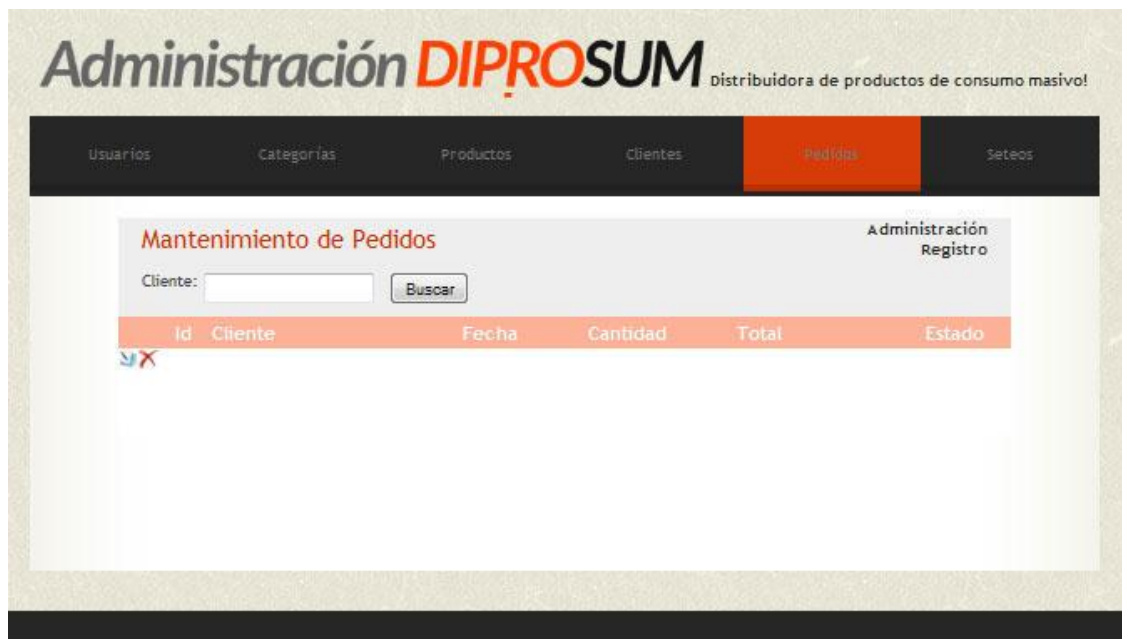 Administración DIPROSUM Distribuidora de productos de consumo masivo!
Usuarios Categorías Productos Clientes Pedidos Seteos
Mantenimiento de Pedidos
Administración
Registro
Cliente:
Buscar
Id Cliente Fecha Cantidad Total Estado